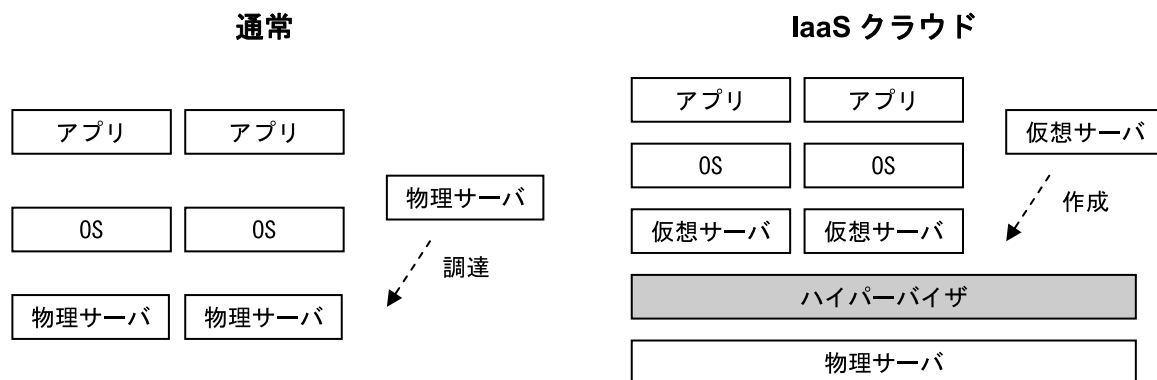 通常
アプリ アプリ
物理サーバ
OS OS
調達
物理サーバ 物理サーバ
IaaS クラウド
アプリ アプリ
仮想サーバ
OS OS
作成
仮想サーバ 仮想サーバ
ハイパーバイザ
物理サーバ